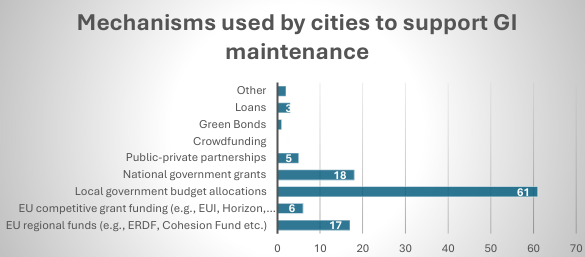 Mechanisms used by cities to support GI
maintenance
Other
Loans 3
Green Bonds
Crowdfunding
Public-private partnerships 5
National government grants 18
Local government budget allocations 61
EU competitive grant funding (e.g., EUI, Horizon,... 6
EU regional funds (e.g., ERDF, Cohesion Fund etc.) 17
0 10 20 30 40 50 60 70